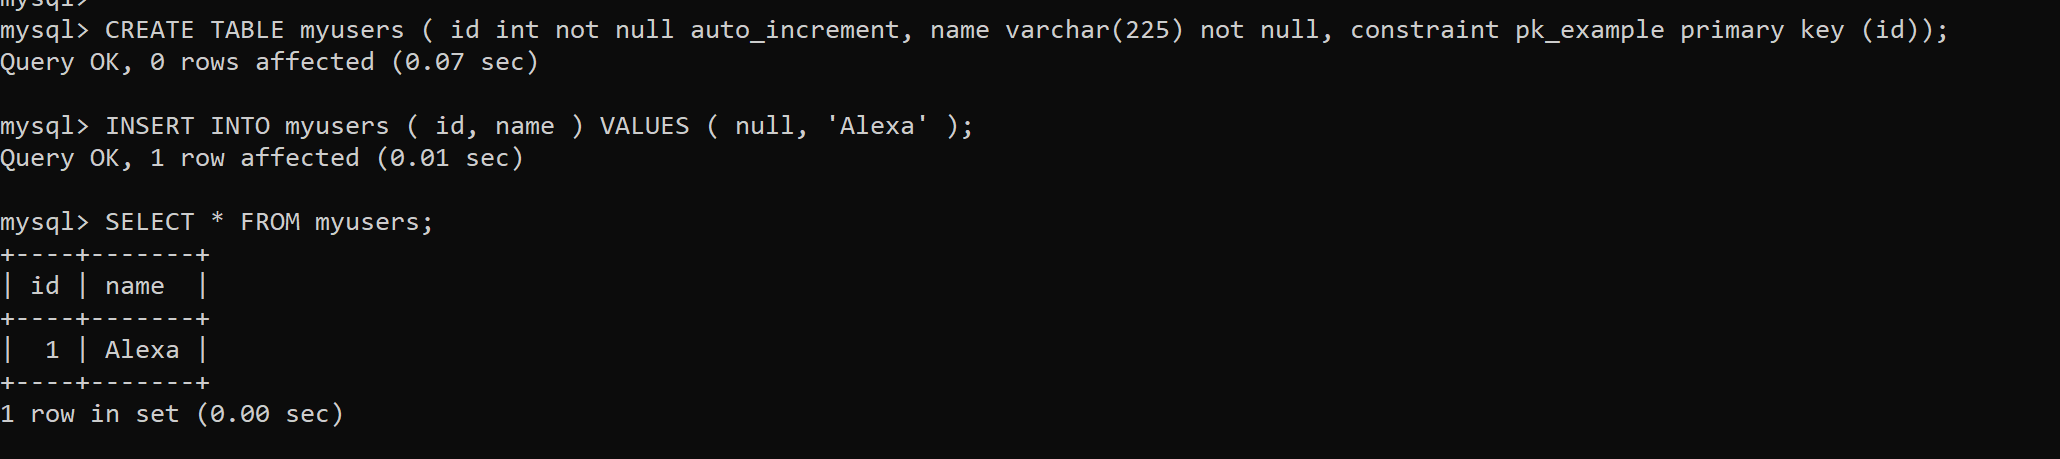 mysql>
mysql> CREATE TABLE myusers ( id int not null auto_increment, name varchar(225) not null, constraint pk_example primary key (id));
Query OK, 0 rows affected (0.07 sec)
mysql> INSERT INTO myusers ( id, name ) VALUES ( null, 'Alexa' );
Query OK, 1 row affected (0.01 sec)
mysql> SELECT * FROM myusers;
+----+-------+
| id | name  |
+----+-------+
|  1 | Alexa |
+----+-------+
1 row in set (0.00 sec)